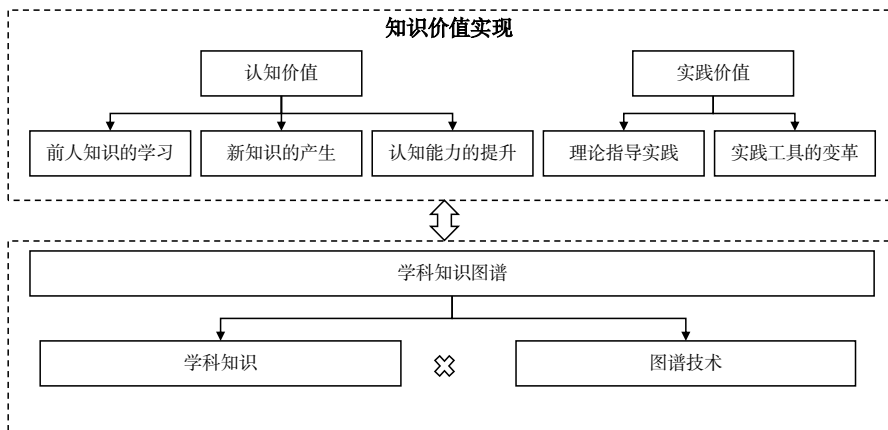 知识价值实现
认知价值
实践价值
前人知识的学习
新知识的产生
认知能力的提升
理论指导实践
实践工具的变革
学科知识图谱
学科知识
图谱技术